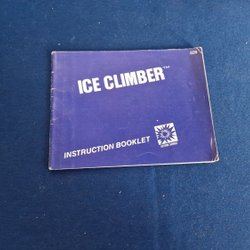 ICE CLIMBER™
INSTRUCTION BOOKLET